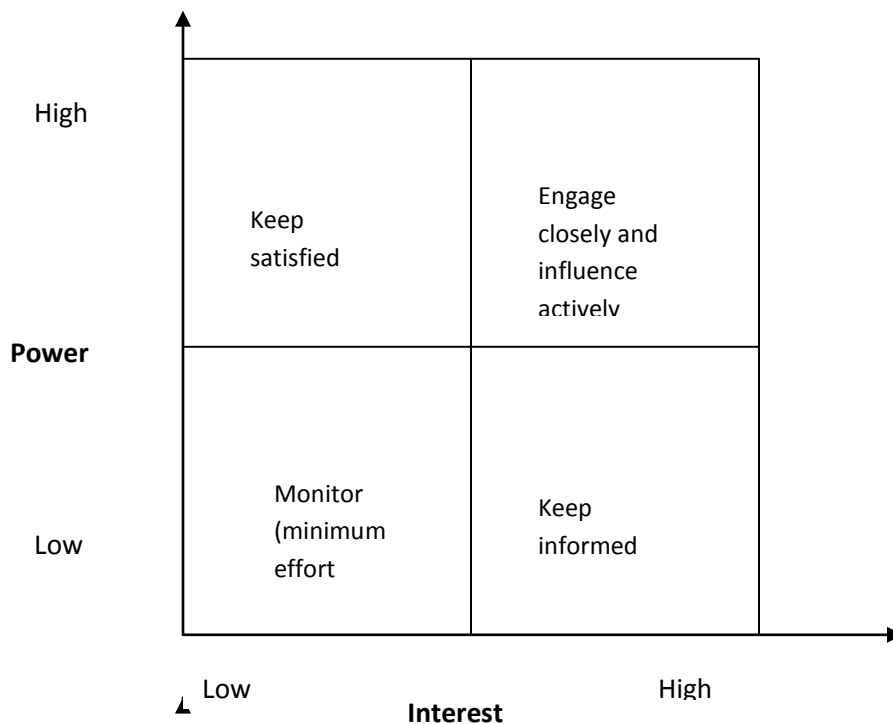 High
Keep
satisfied
Engage
closely and
influence
actively
Power
Low
Monitor
(minimum
effort
Keep
informed
Low
High
Interest